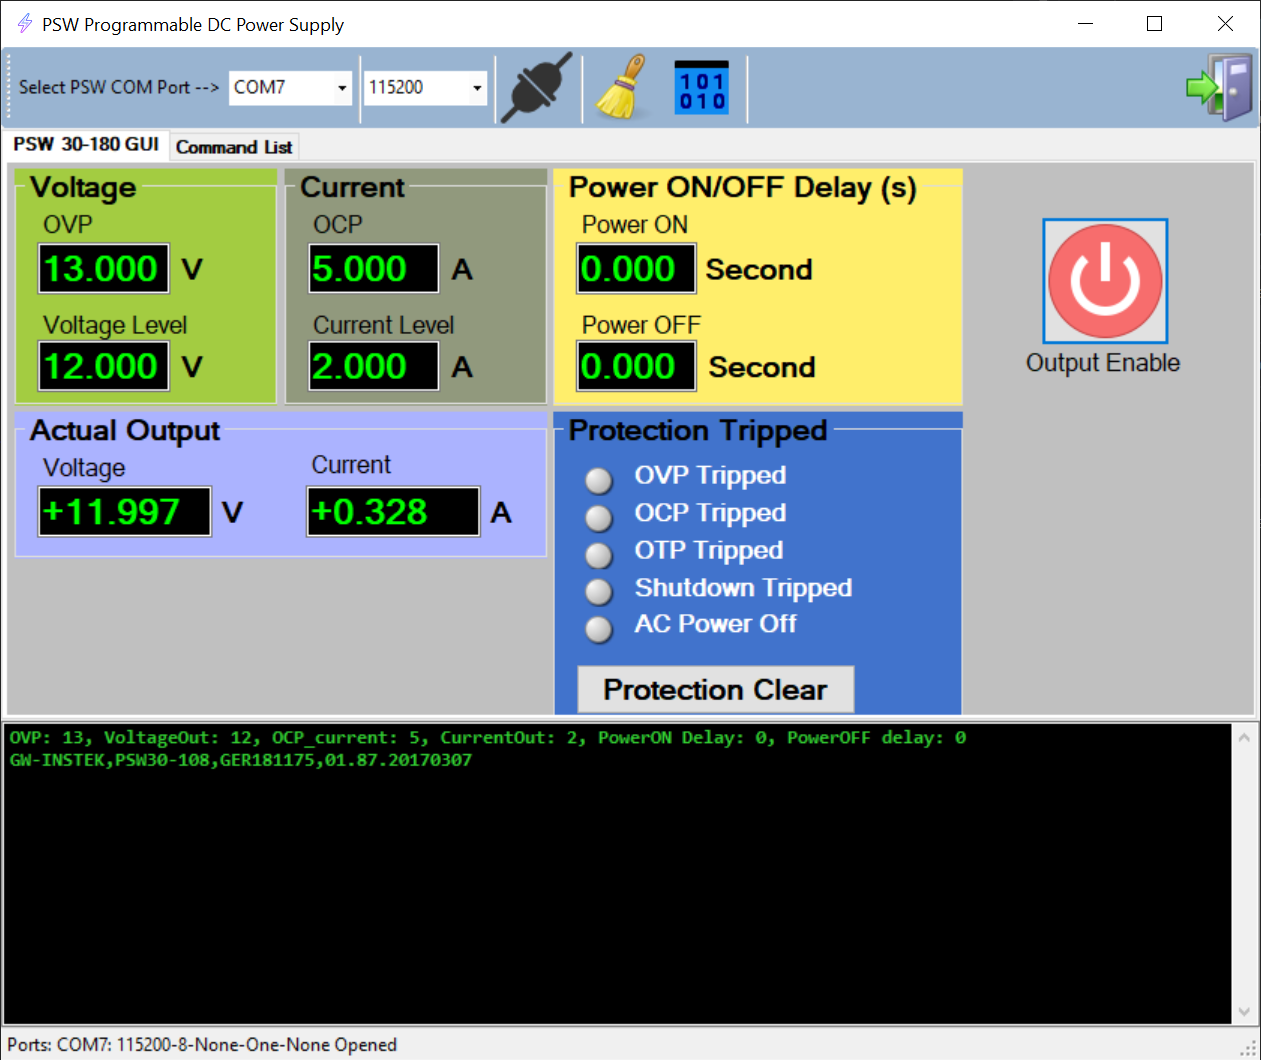 PSW Programmable DC Power Supply
Select PSW COM Port --> COM7 115200
101
010
PSW 30-180 GUI Command List
Voltage
OVP
13.000 V
Voltage Level
12.000 V
Current
OCP
5.000 A
Current Level
2.000 A
Power ON/OFF Delay (s)
Power ON
0.000 Second
Power OFF
0.000 Second
Output Enable
Actual Output
Voltage
+11.997 V
Current
+0.328 A
Protection Tripped
OVP Tripped
OCP Tripped
OTP Tripped
Shutdown Tripped
AC Power Off
Protection Clear
OVP: 13, VoltageOut: 12, OCP_current: 5, CurrentOut: 2, PowerON Delay: 0, PowerOFF delay: 0
GW-INSTEK,PSW30-108,GER181175,01.87.20170307
Ports: COM7: 115200-8-None-One-None Opened